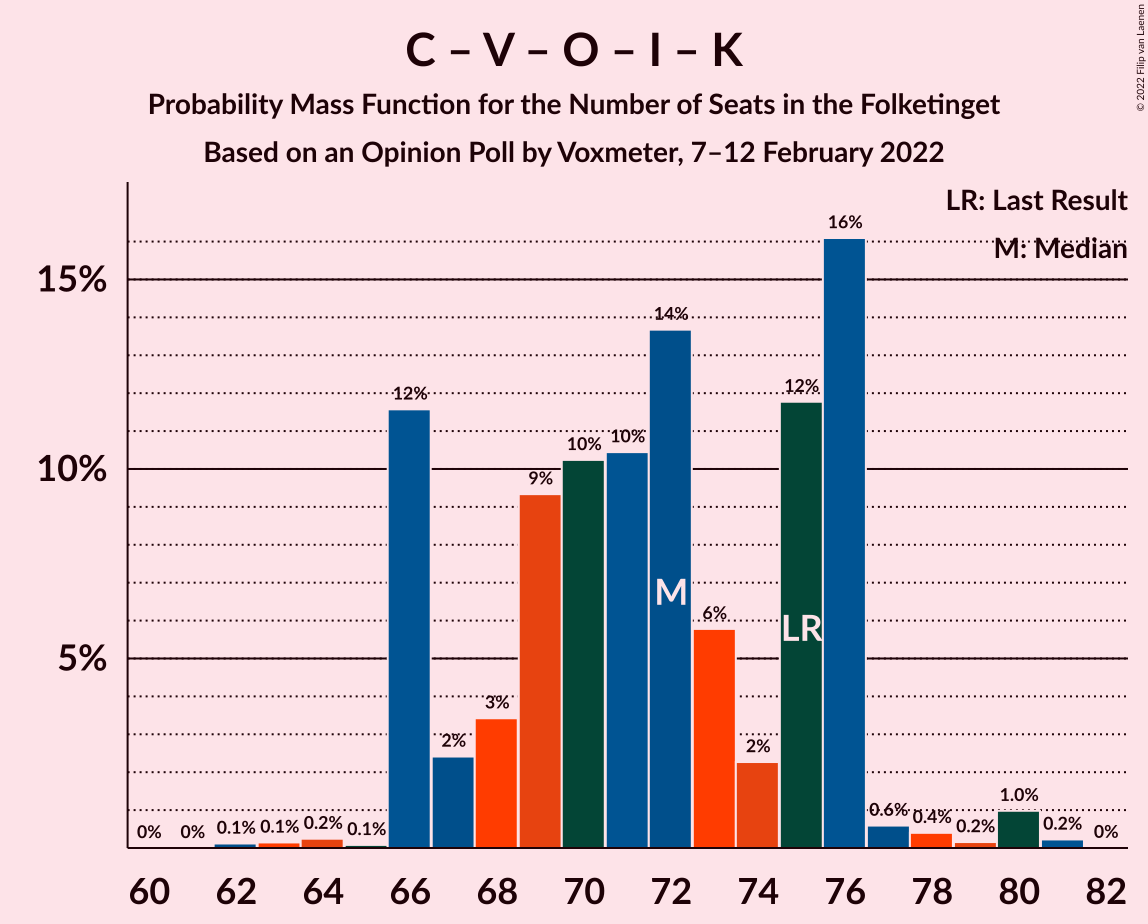 C – V – O – I – K
Probability Mass Function for the Number of Seats in the Folketinget
Based on an Opinion Poll by Voxmeter, 7–12 February 2022
© 2022 Filip van Laenen
LR: Last Result
M: Median
15%
10%
5%
0% 0% 0.1% 0.1% 0.2% 0.1% 12% 2% 3% 9% 10% 10% 14% 6% 2% 12% 16% 0.6% 0.4% 0.2% 1.0% 0.2% 0%
M
LR
60 62 64 66 68 70 72 74 76 78 80 82